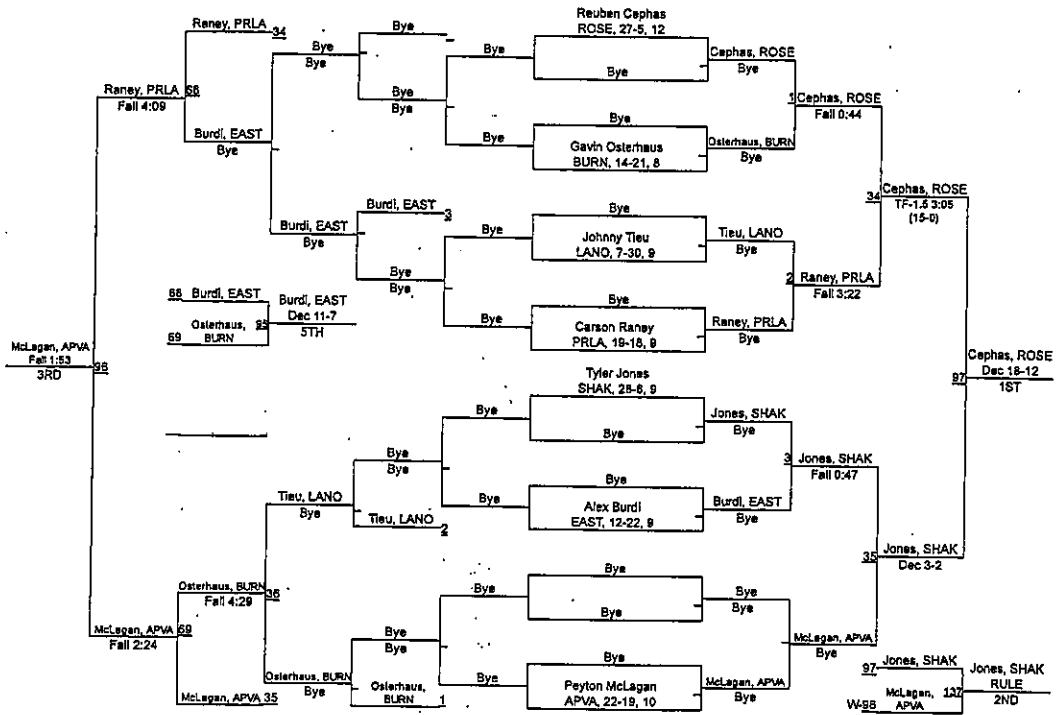 Reuben Cephas
ROSE, 27-5, 12
Bye
Gavin Osterhaus
BURN, 14-21, 8
Bye
Johnny Tieu
LANO, 7-30, 9
Bye
Carson Raney
PRLA, 19-18, 9
Bye
Tyler Jones
SHAK, 28-6, 9
Bye
Bye
Alex Burdi
EAST, 12-22, 9
Bye
Bye
Bye
Peyton McLagan
APVA, 22-19, 10
Cephas, ROSE
Bye
Osterhaus, BURN
Bye
1
Cephas, ROSE
Fall 0:44
Tieu, LANO
Bye
Raney, PRLA
Bye
2
Raney, PRLA
Fall 3:22
34
Cephas, ROSE
TF-1.5 3:05
(15-0)
Jones, SHAK
Bye
Burdi, EAST
Bye
3
Jones, SHAK
Fall 0:47
Bye
Bye
McLagan, APVA
Bye
McLagan, APVA
Bye
35
Jones, SHAK
Dec 3-2
97
Cephas, ROSE
Dec 18-12
1ST
97
Jones, SHAK
W-98
McLagan,
APVA
137
Jones, SHAK
RULE
2ND
Bye
Bye
Bye
Bye
Bye
Bye
Bye
Bye
Bye
Bye
Bye
Bye
Bye
Bye
Burdi, EAST
3
Bye
Bye
Burdi, EAST
Bye
Raney, PRLA
34
Burdi, EAST
Bye
Raney, PRLA
Fall 4:09
68
68
Burdi, EAST
69
Osterhaus,
BURN
95
Burdi, EAST
Dec 11-7
5TH
McLagan, APVA
Fall 1:53
3RD
98
Bye
Bye
Tieu, LANO
2
Tieu, LANO
Bye
Bye
Bye
Osterhaus,
BURN
1
Osterhaus, BURN
Bye
36
Osterhaus, BURN
Fall 4:29
McLagan, APVA
35
69
McLagan, APVA
Fall 2:24